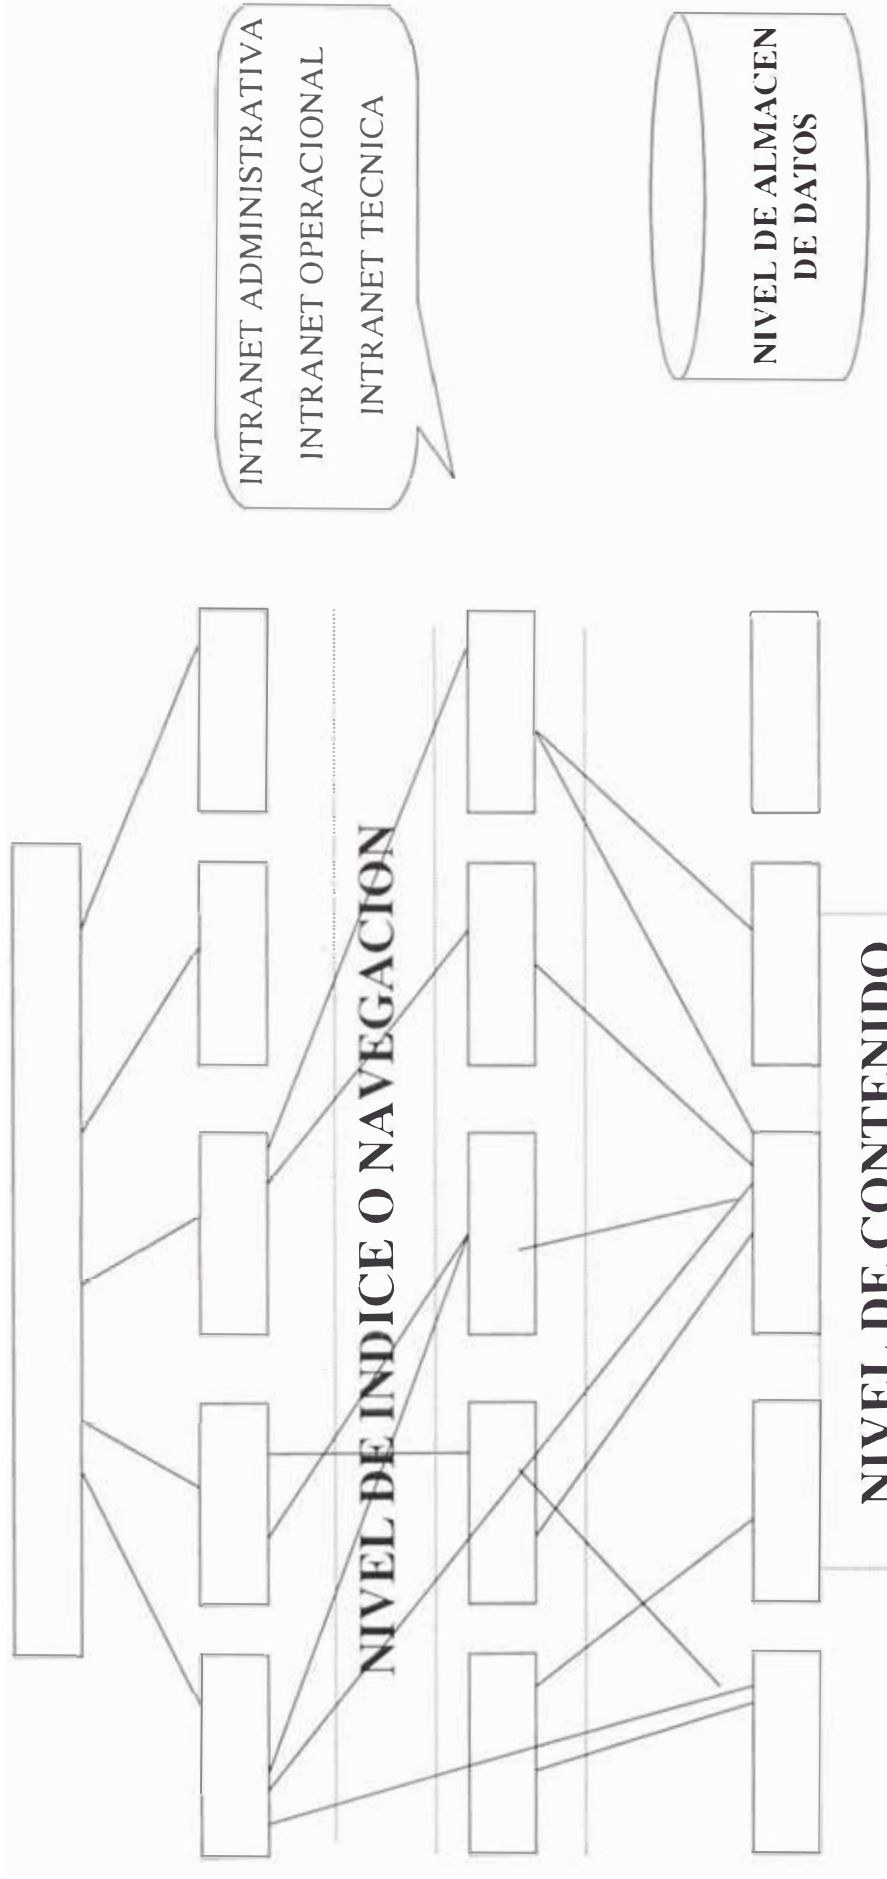 INTRANET ADMINISTRATIVA
INTRANET OPERACIONAL
INTRANET TECNICA
NIVEL DE INDICE O NAVEGACION
NIVEL DE ALMACEN
DE DATOS
NIVEL DE CONTENIDO